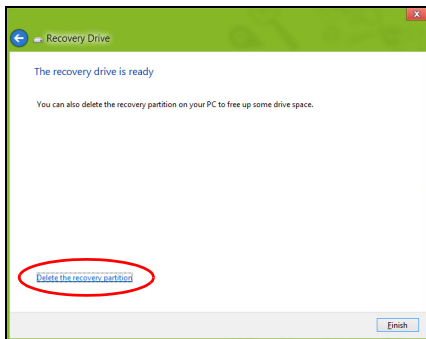 x
Recovery Drive
The recovery drive is ready
You can also delete the recovery partition on your PC to free up some drive space.
Delete the recovery partition
Finish